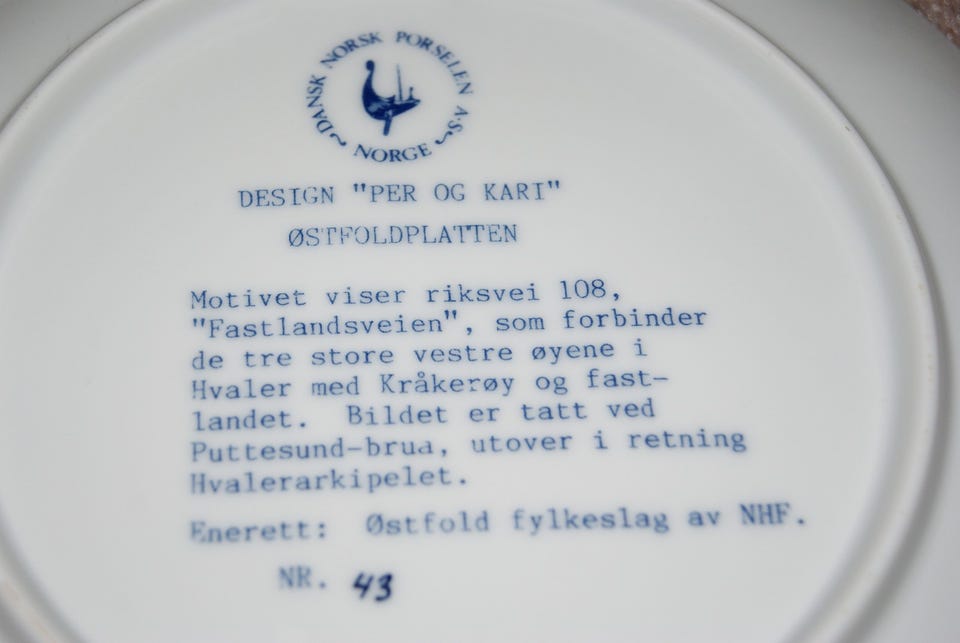 DANSK NORSK PORSELEN A.S.
NORGE
DESIGN "PER OG KARI"
ØSTFOLDPLATTEN
Motivet viser riksvei 108,
"Fastlandsveien", som forbinder
de tre store vestre øyene i
Hvaler med Kråkerøy og fast-
landet. Bildet er tatt ved
Puttesund-brua, utover i retning
Hvalerarkipelet.
Enerett: Østfold fylkeslag av NHF.
NR. 43